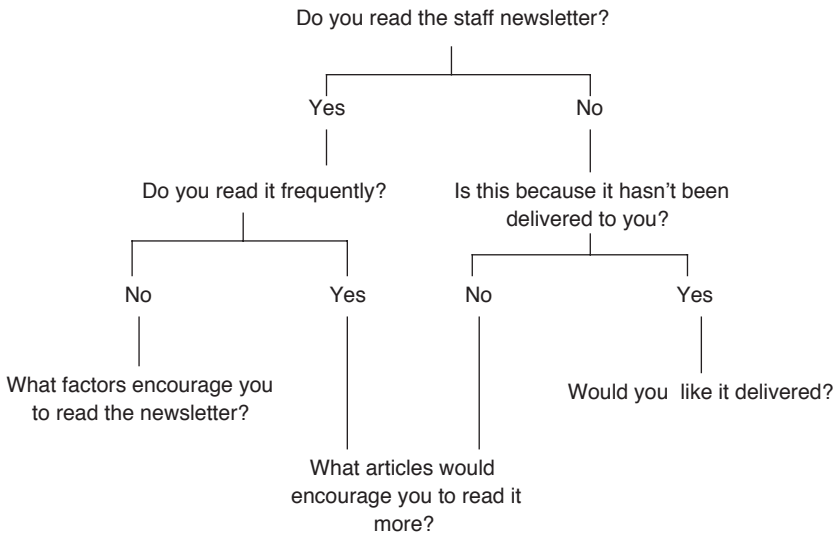 Do you read the staff newsletter?
Yes
No
Do you read it frequently?
Is this because it hasn't been
delivered to you?
No
Yes
No
Yes
What factors encourage you
to read the newsletter?
Would you like it delivered?
What articles would
encourage you to read it
more?